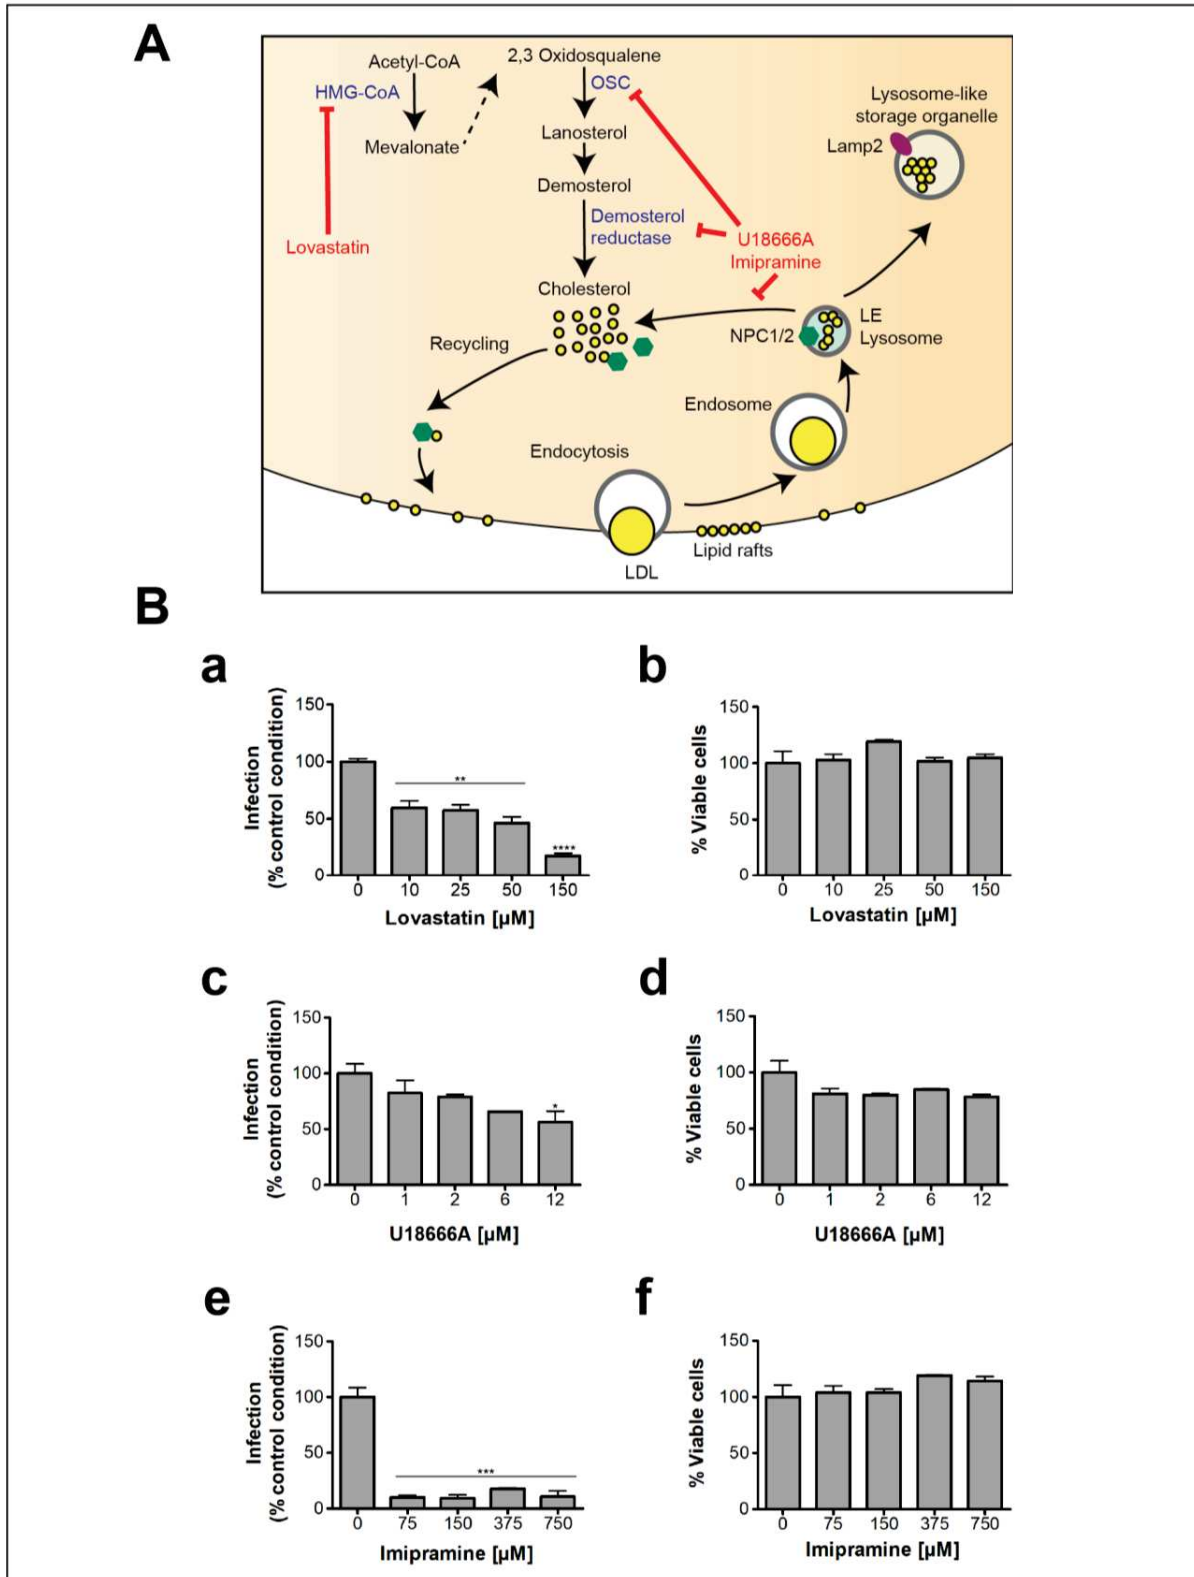 A
Acetyl-CoA
HMG-CoA
Mevalonate
Lovastatin
2,3 Oxidosqualene
OSC
Lanosterol
Demosterol
Demosterol
reductase
Cholesterol
U18666A
Imipramine
Lysosome-like
storage organelle
Lamp2
NPC1/2
LE
Lysosome
Recycling
Endosome
Endocytosis
Lipid rafts
LDL
B
a
Infection
(% control condition)
150
100
50
0
**
****
0 10 25 50 150
Lovastatin [µM]
b
% Viable cells
150
100
50
0
0 10 25 50 150
Lovastatin [µM]
c
Infection
(% control condition)
150
100
50
0
*
0 1 2 6 12
U18666A [µM]
d
% Viable cells
150
100
50
0
0 1 2 6 12
U18666A [µM]
e
Infection
(% control condition)
150
100
50
0
***
0 75 150 375 750
Imipramine [µM]
f
% Viable cells
150
100
50
0
0 75 150 375 750
Imipramine [µM]